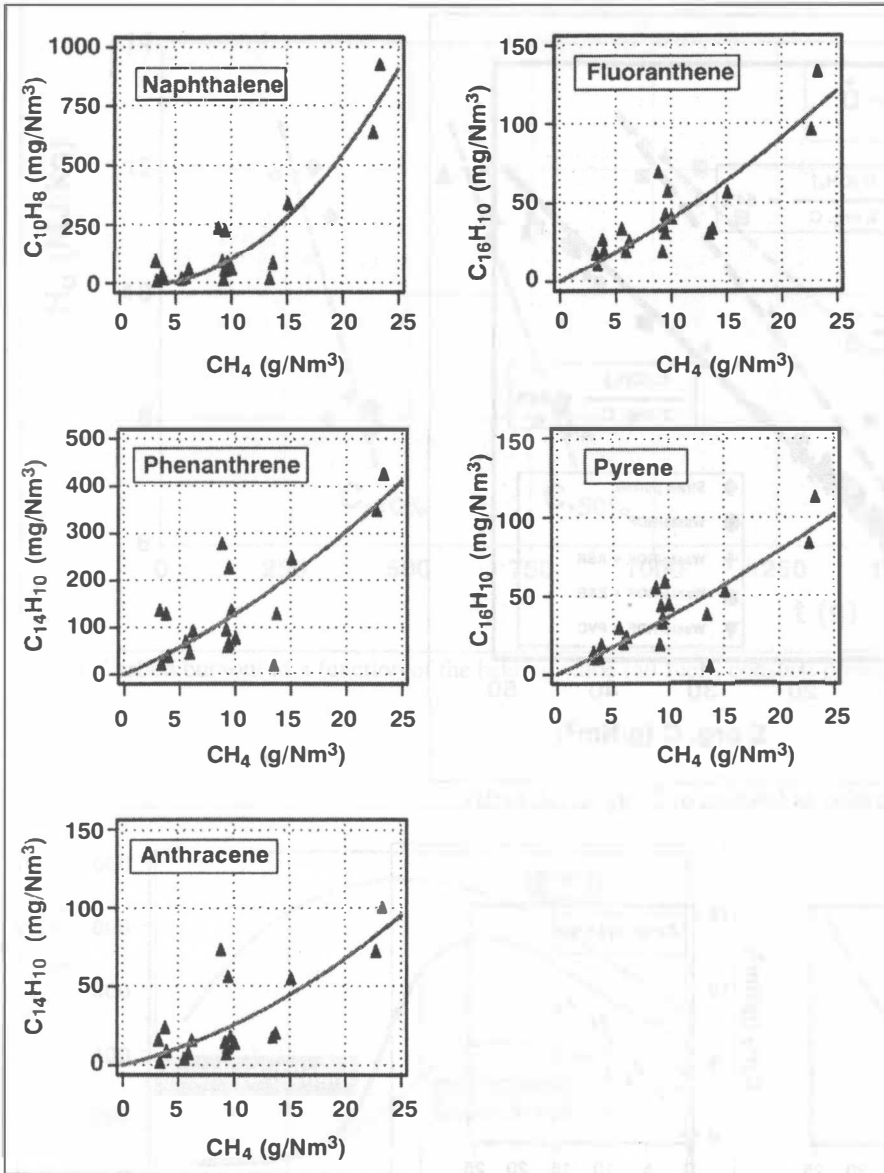 1000
750
500
250
0
Naphthalene
C10H8 (mg/Nm3)
0 5 10 15 20 25
CH4 (g/Nm3)
150
100
50
0
Fluoranthene
C16H10 (mg/Nm3)
0 5 10 15 20 25
CH4 (g/Nm3)
500
400
300
200
100
0
Phenanthrene
C14H10 (mg/Nm3)
0 5 10 15 20 25
CH4 (g/Nm3)
150
100
50
0
Pyrene
C16H10 (mg/Nm3)
0 5 10 15 20 25
CH4 (g/Nm3)
150
100
50
0
Anthracene
C14H10 (mg/Nm3)
0 5 10 15 20 25
CH4 (g/Nm3)